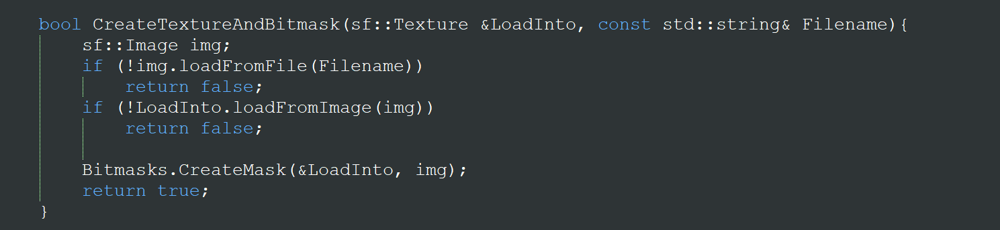 bool CreateTextureAndBitmask(sf::Texture &LoadInto, const std::string& Filename){
    sf::Image img;
    if (!img.loadFromFile(Filename))
        return false;
    if (!LoadInto.loadFromImage(img))
        return false;

    Bitmasks.CreateMask(&LoadInto, img);
    return true;
}